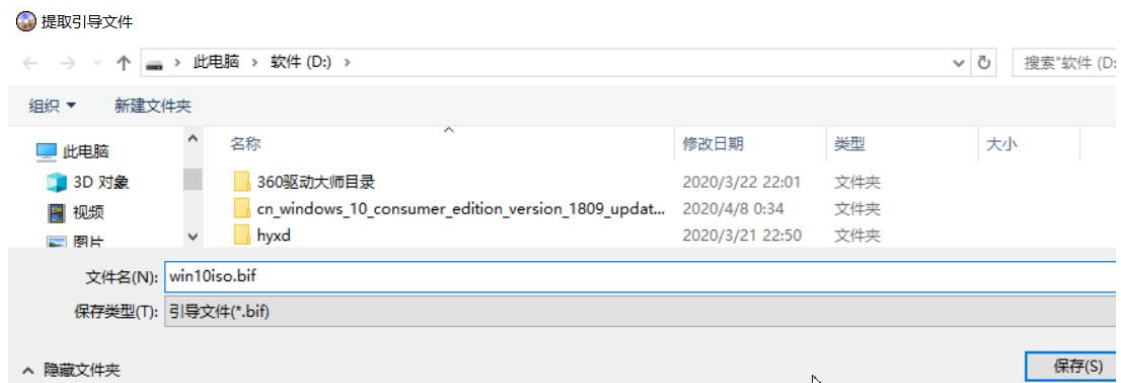 提取引导文件
此电脑 > 软件 (D:) >
搜索"软件 (D:
组织 新建文件夹
名称 修改日期 类型 大小
此电脑
3D 对象
视频
图片
360驱动大师目录 2020/3/22 22:01 文件夹
cn_windows_10_consumer_edition_version_1809_updat... 2020/4/8 0:34 文件夹
hyxd 2020/3/21 22:50 文件夹
文件名(N): win10iso.bif
保存类型(T): 引导文件(*.bif)
隐藏文件夹
保存(S)